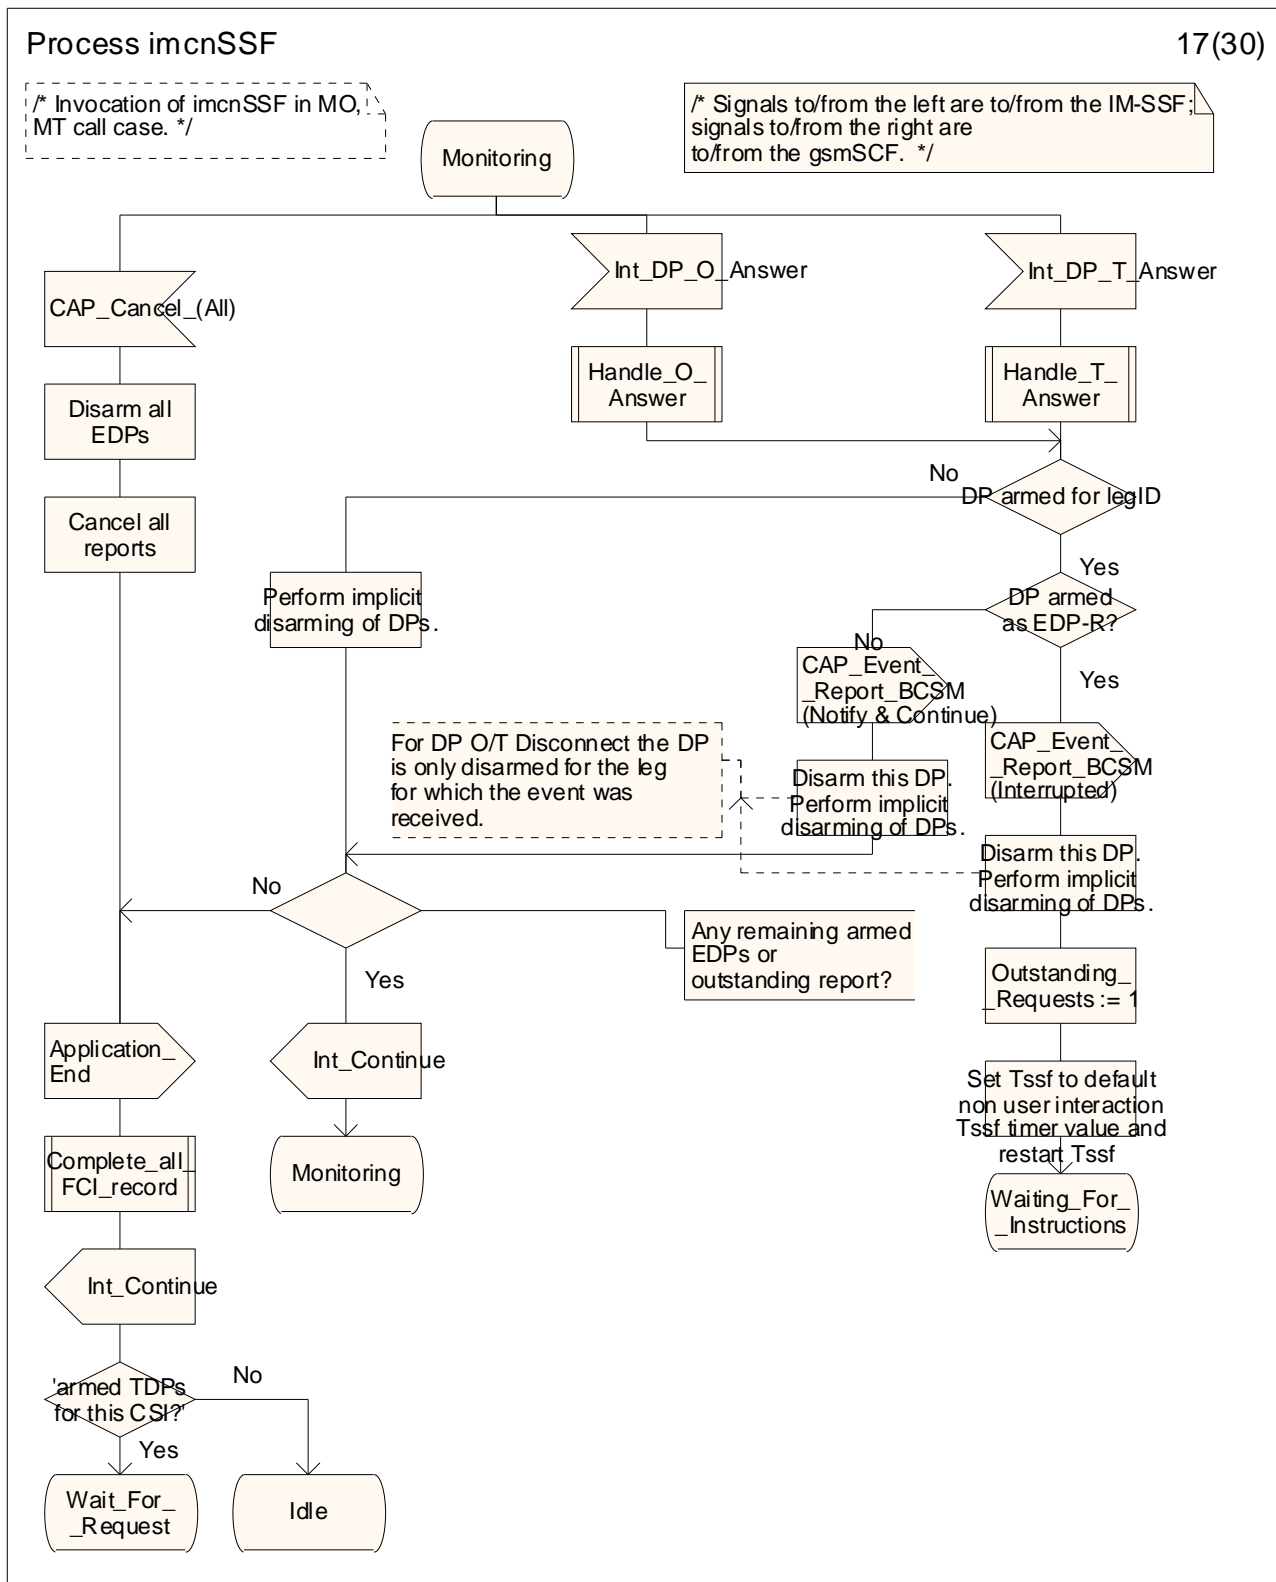 Process imcnSSF
17(30)
/* Invocation of imcnSSF in MO,
MT call case. */
/* Signals to/from the left are to/from the IM-SSF;
signals to/from the right are
to/from the gsmSCF.  */
Monitoring
CAP_Cancel_(All)
Int_DP_O_Answer
Int_DP_T_Answer
Handle_O_
Answer
Handle_T_
Answer
Disarm all
EDPs
Cancel all
reports
No
DP armed for legID
Yes
Perform implicit
disarming of DPs.
DP armed
as EDP-R?
No
CAP_Event_
_Report_BCSM
(Notify & Continue)
Yes
CAP_Event_
_Report_BCSM
(Interrupted)
For DP O/T Disconnect the DP
is only disarmed for the leg
for which the event was
received.
Disarm this DP.
Perform implicit
disarming of DPs.
Disarm this DP.
Perform implicit
disarming of DPs.
No
Any remaining armed
EDPs or
outstanding report?
Yes
Outstanding_
_Requests := 1
Application_
End
Int_Continue
Set Tssf to default
non user interaction
Tssf timer value and
restart Tssf
Complete_all_
FCI_record
Monitoring
Waiting_For_
_Instructions
Int_Continue
'armed TDPs
for this CSI?'
No
Yes
Wait_For_
_Request
Idle